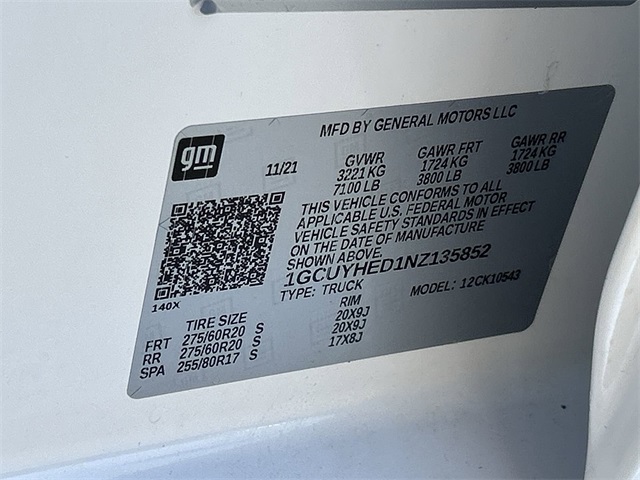 MFD BY GENERAL MOTORS LLC
gm
11/21
GVWR
3221 KG
7100 LB
GAWR FRT
1724 KG
3800 LB
GAWR RR
1724 KG
3800 LB
THIS VEHICLE CONFORMS TO ALL
APPLICABLE U.S. FEDERAL MOTOR
VEHICLE SAFETY STANDARDS IN EFFECT
ON THE DATE OF MANUFACTURE
SHOWN ABOVE.
1GCUYHED1NZ135852
TYPE: TRUCK
MODEL: 12CK10543
140X
TIRE SIZE RIM
FRT 275/60R20 S 20X9J
RR 275/60R20 S 20X9J
SPA 255/80R17 S 17X8J